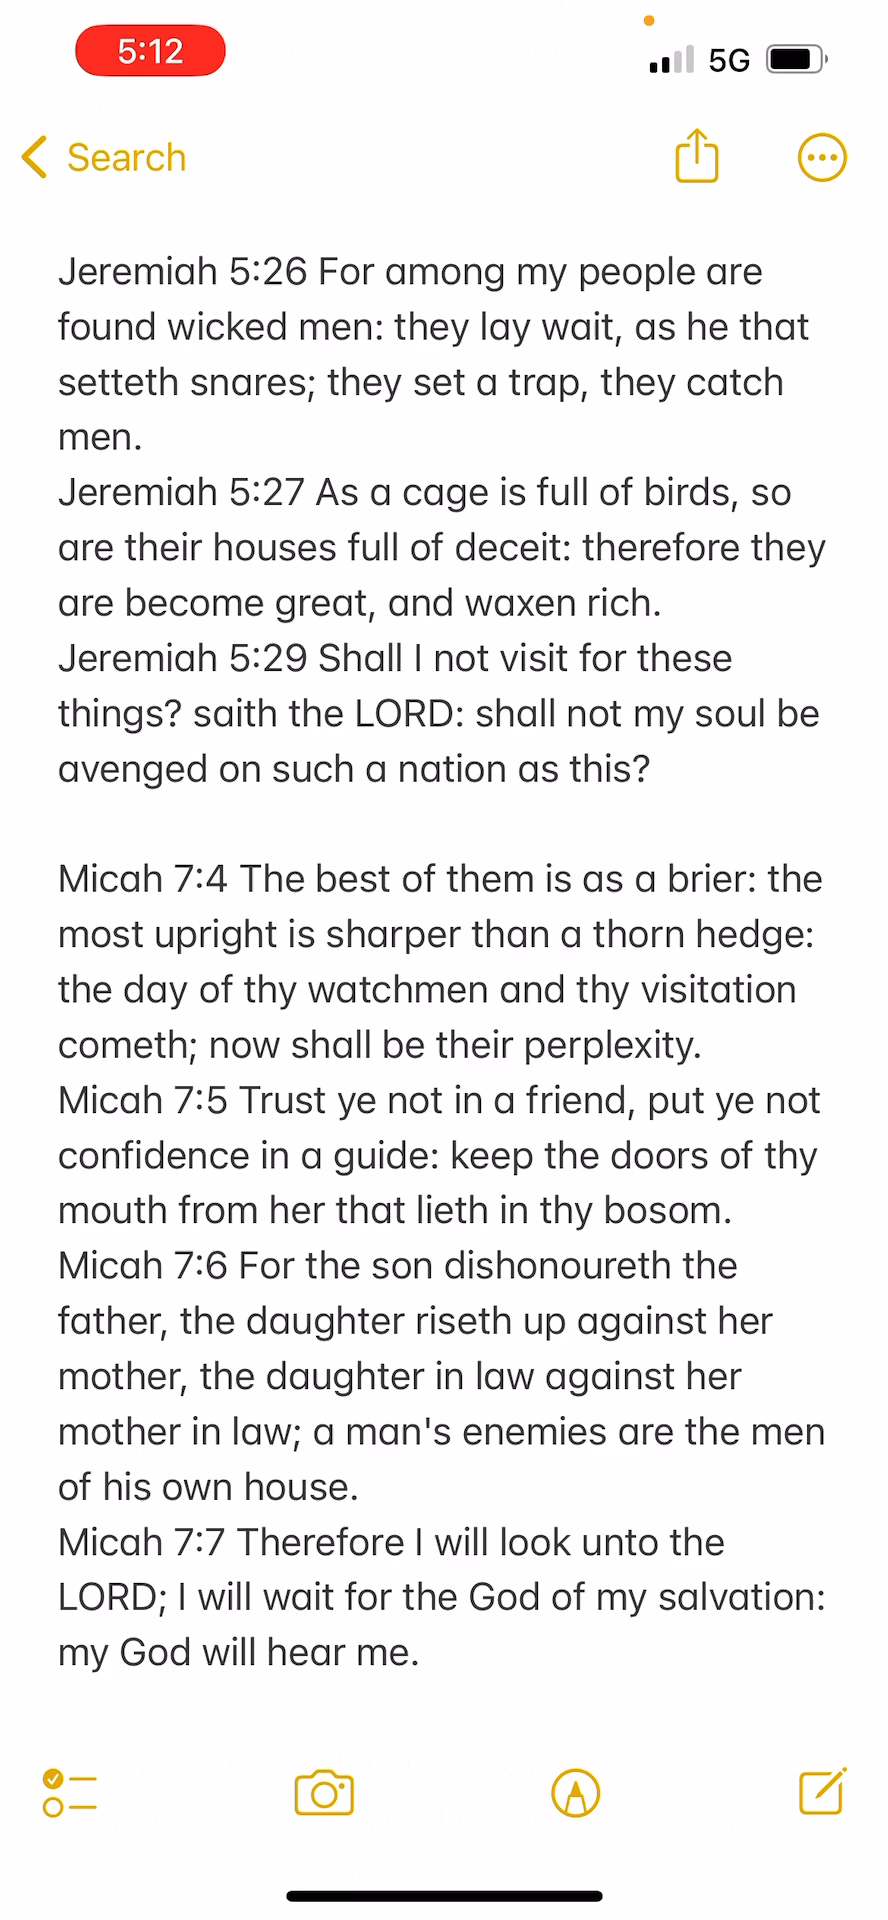 5:12
5G
Search
Jeremiah 5:26 For among my people are
found wicked men: they lay wait, as he that
setteth snares; they set a trap, they catch
men.
Jeremiah 5:27 As a cage is full of birds, so
are their houses full of deceit: therefore they
are become great, and waxen rich.
Jeremiah 5:29 Shall I not visit for these
things? saith the LORD: shall not my soul be
avenged on such a nation as this?
Micah 7:4 The best of them is as a brier: the
most upright is sharper than a thorn hedge:
the day of thy watchmen and thy visitation
cometh; now shall be their perplexity.
Micah 7:5 Trust ye not in a friend, put ye not
confidence in a guide: keep the doors of thy
mouth from her that lieth in thy bosom.
Micah 7:6 For the son dishonoureth the
father, the daughter riseth up against her
mother, the daughter in law against her
mother in law; a man's enemies are the men
of his own house.
Micah 7:7 Therefore I will look unto the
LORD; I will wait for the God of my salvation:
my God will hear me.